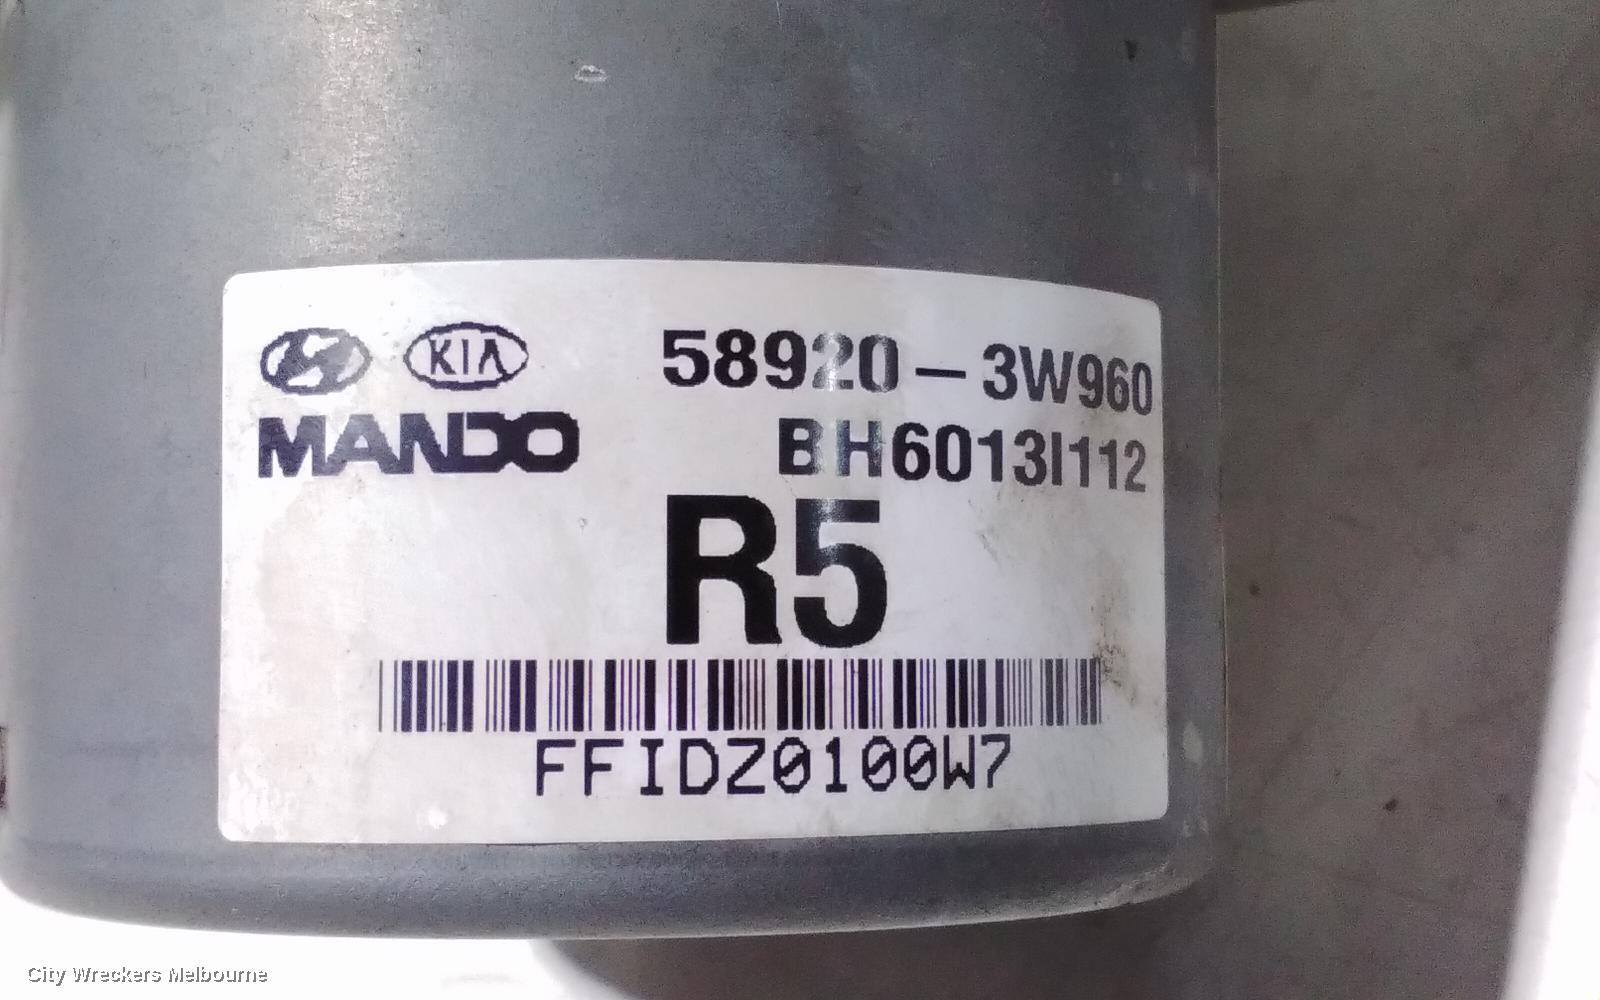 KIA 58920-3W960
MANDO BH6013I112
R5
FFIDZ0100W7
City Wreckers Melbourne